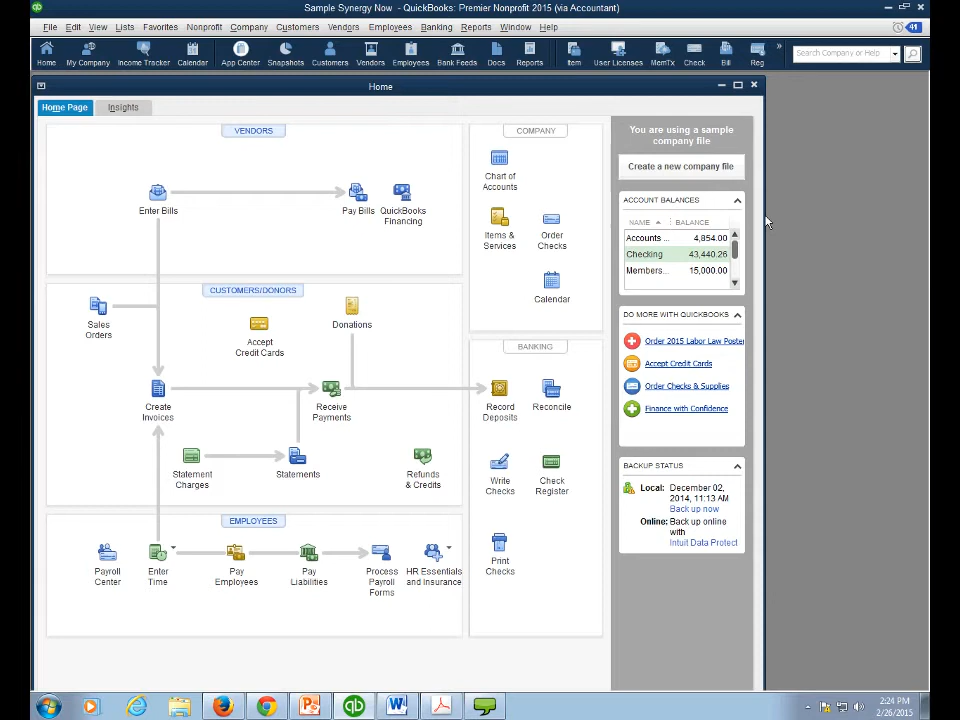 Sample Synergy Now - QuickBooks: Premier Nonprofit 2015 (via Accountant)
File Edit View Lists Favorites Nonprofit Company Customers Vendors Employees Banking Reports Window Help
41
Home My Company Income Tracker Calendar App Center Snapshots Customers Vendors Employees Bank Feeds Docs Reports Item User Licenses MemTx Check Bill Reg
Search Company or Help
Home
Home Page Insights
VENDORS
Enter Bills
Pay Bills
QuickBooks
Financing
CUSTOMERS/DONORS
Sales
Orders
Accept
Credit Cards
Donations
Create
Invoices
Receive
Payments
Statement
Charges
Statements
Refunds
& Credits
EMPLOYEES
Payroll
Center
Enter
Time
Pay
Employees
Pay
Liabilities
Process
Payroll
Forms
HR Essentials
and Insurance
COMPANY
Chart of
Accounts
Items &
Services
Order
Checks
Calendar
BANKING
Record
Deposits
Reconcile
Write
Checks
Check
Register
Print
Checks
You are using a sample
company file
Create a new company file
ACCOUNT BALANCES
NAME BALANCE
Accounts ... 4,854.00
Checking 43,440.26
Members... 15,000.00
DO MORE WITH QUICKBOOKS
Order 2015 Labor Law Poster
Accept Credit Cards
Order Checks & Supplies
Finance with Confidence
BACKUP STATUS
Local: December 02,
2014, 11:13 AM
Back up now
Online: Back up online
with
Intuit Data Protect
2:24 PM
2/26/2015